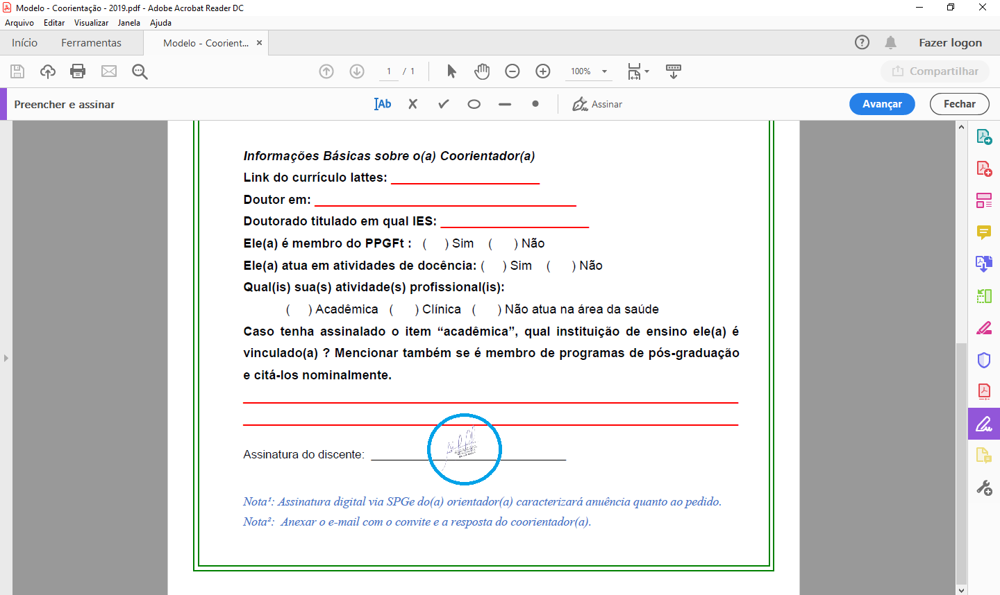 Modelo - Coorientação - 2019.pdf - Adobe Acrobat Reader DC
Arquivo Editar Visualizar Janela Ajuda
Início Ferramentas Modelo - Coorient... × ? Fazer logon
1 / 1 100% Compartilhar
Preencher e assinar Ab Assinar Avançar Fechar
Informações Básicas sobre o(a) Coorientador(a)
Link do currículo lattes: ____________________
Doutor em: ____________________
Doutorado titulado em qual IES: ____________________
Ele(a) é membro do PPGFt : ( ) Sim ( ) Não
Ele(a) atua em atividades de docência: ( ) Sim ( ) Não
Qual(is) sua(s) atividade(s) profissional(is):
( ) Acadêmica ( ) Clínica ( ) Não atua na área da saúde
Caso tenha assinalado o item “acadêmica”, qual instituição de ensino ele(a) é
vinculado(a) ? Mencionar também se é membro de programas de pós-graduação
e citá-los nominalmente.
Assinatura do discente: ____________________
Nota¹: Assinatura digital via SPGe do(a) orientador(a) caracterizará anuência quanto ao pedido.
Nota²: Anexar o e-mail com o convite e a resposta do coorientador(a).